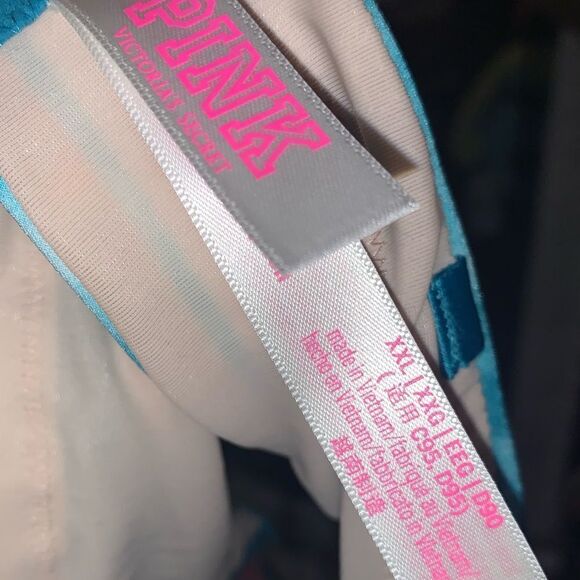 PINK
VICTORIA'S SECRET
XXL | XXG | EEG | D90
(适用 C95, D95)
made in Vietnam/fabriqué au Vietnam/
hecho en Vietnam/fabbricato in Vietnam/
越南制造